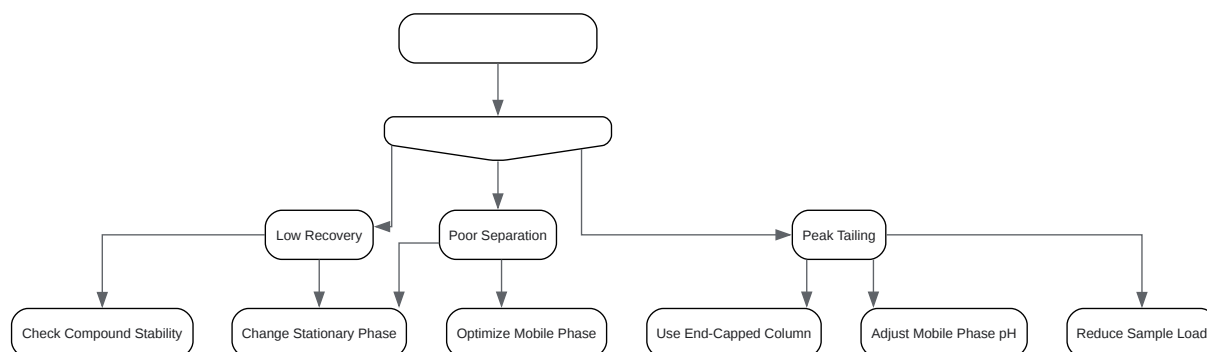 Low Recovery
Poor Separation
Peak Tailing
Check Compound Stability
Change Stationary Phase
Optimize Mobile Phase
Use End-Capped Column
Adjust Mobile Phase pH
Reduce Sample Load